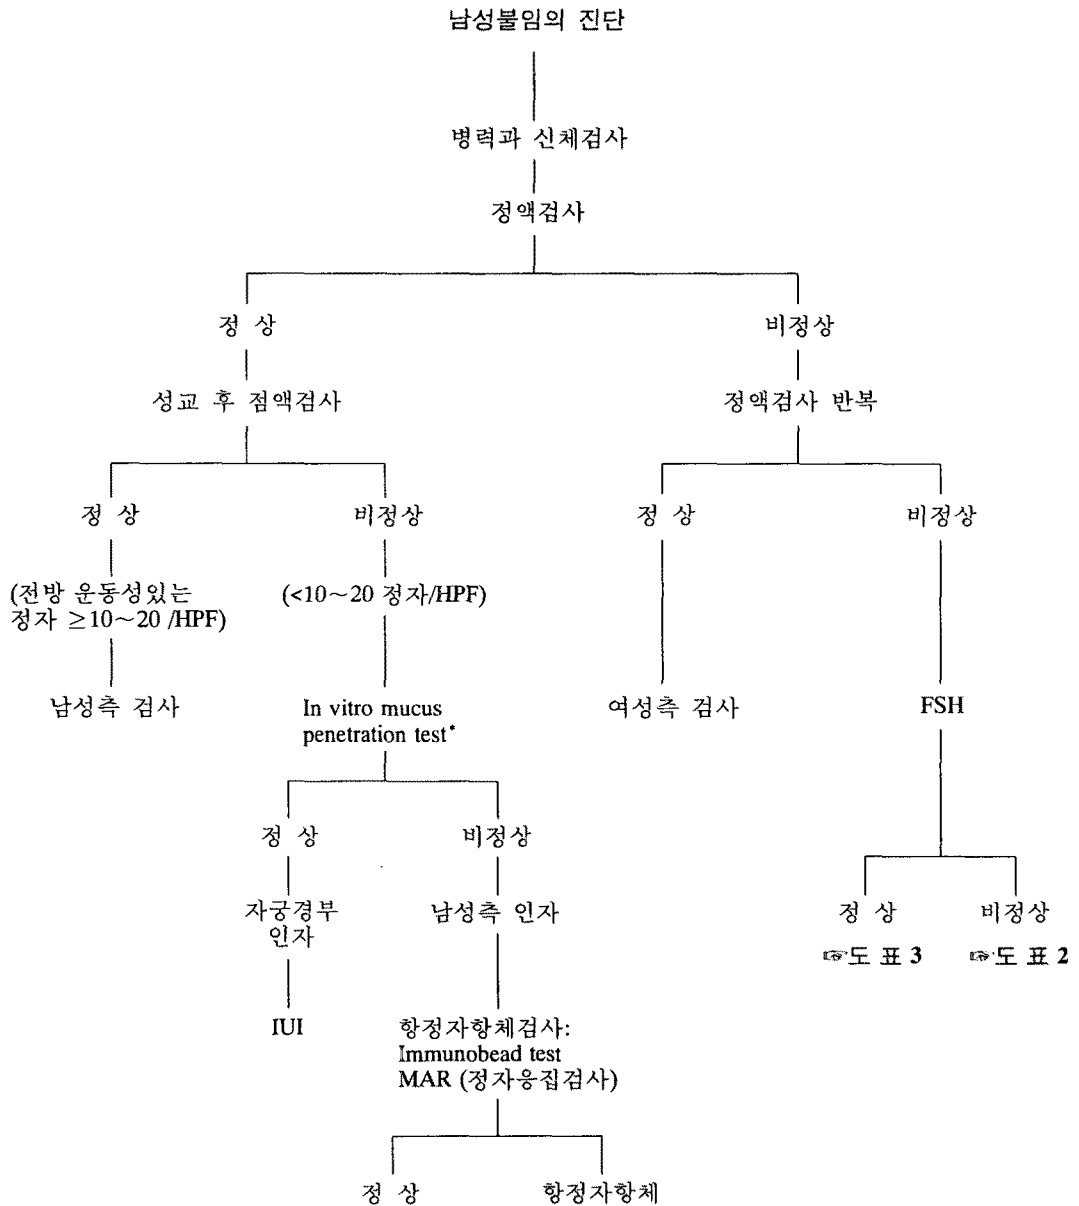 남성불임의 진단
병력과 신체검사
정액검사
정 상
비정상
성교 후 점액검사
정액검사 반복
정 상
비정상
정 상
비정상
(전방 운동성있는
정자 ≥10~20 /HPF)
(<10~20 정자/HPF)
남성측 검사
In vitro mucus
penetration test*
여성측 검사
FSH
정 상
비정상
자궁경부
인자
남성측 인자
정 상
비정상
☞도 표 3
☞도 표 2
IUI
항정자항체검사:
Immunobead test
MAR (정자응집검사)
정 상
항정자항체